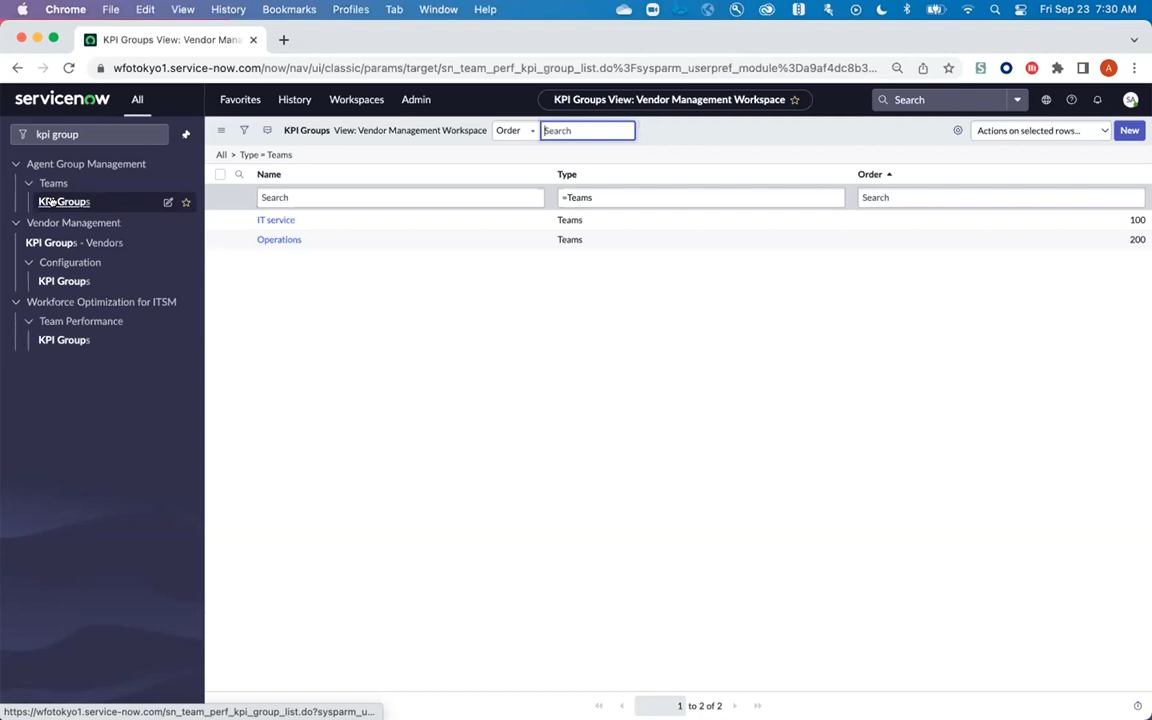 Chrome File Edit View History Bookmarks Profiles Tab Window Help Fri Sep 23 7:30 AM
KPI Groups View: Vendor Mana
wfotokyo1.service-now.com/now/nav/ui/classic/params/target/sn_team_perf_kpi_group_list.do%3Fsysparm_userpref_module%3Da9af4dc8b3... A
servicenow All Favorites History Workspaces Admin KPI Groups View: Vendor Management Workspace Search SA
kpi group
KPI Groups View: Vendor Management Workspace Order Search Actions on selected rows... New
All > Type = Teams
Agent Group Management
Teams
KPI Groups
Vendor Management
KPI Groups - Vendors
Configuration
KPI Groups
Workforce Optimization for ITSM
Team Performance
KPI Groups
Name Type Order
Search =Teams Search
IT service Teams 100
Operations Teams 200
1 to 2 of 2
https://wfotokyo1.service-now.com/sn_team_perf_kpi_group_list.do?sysparm_u...